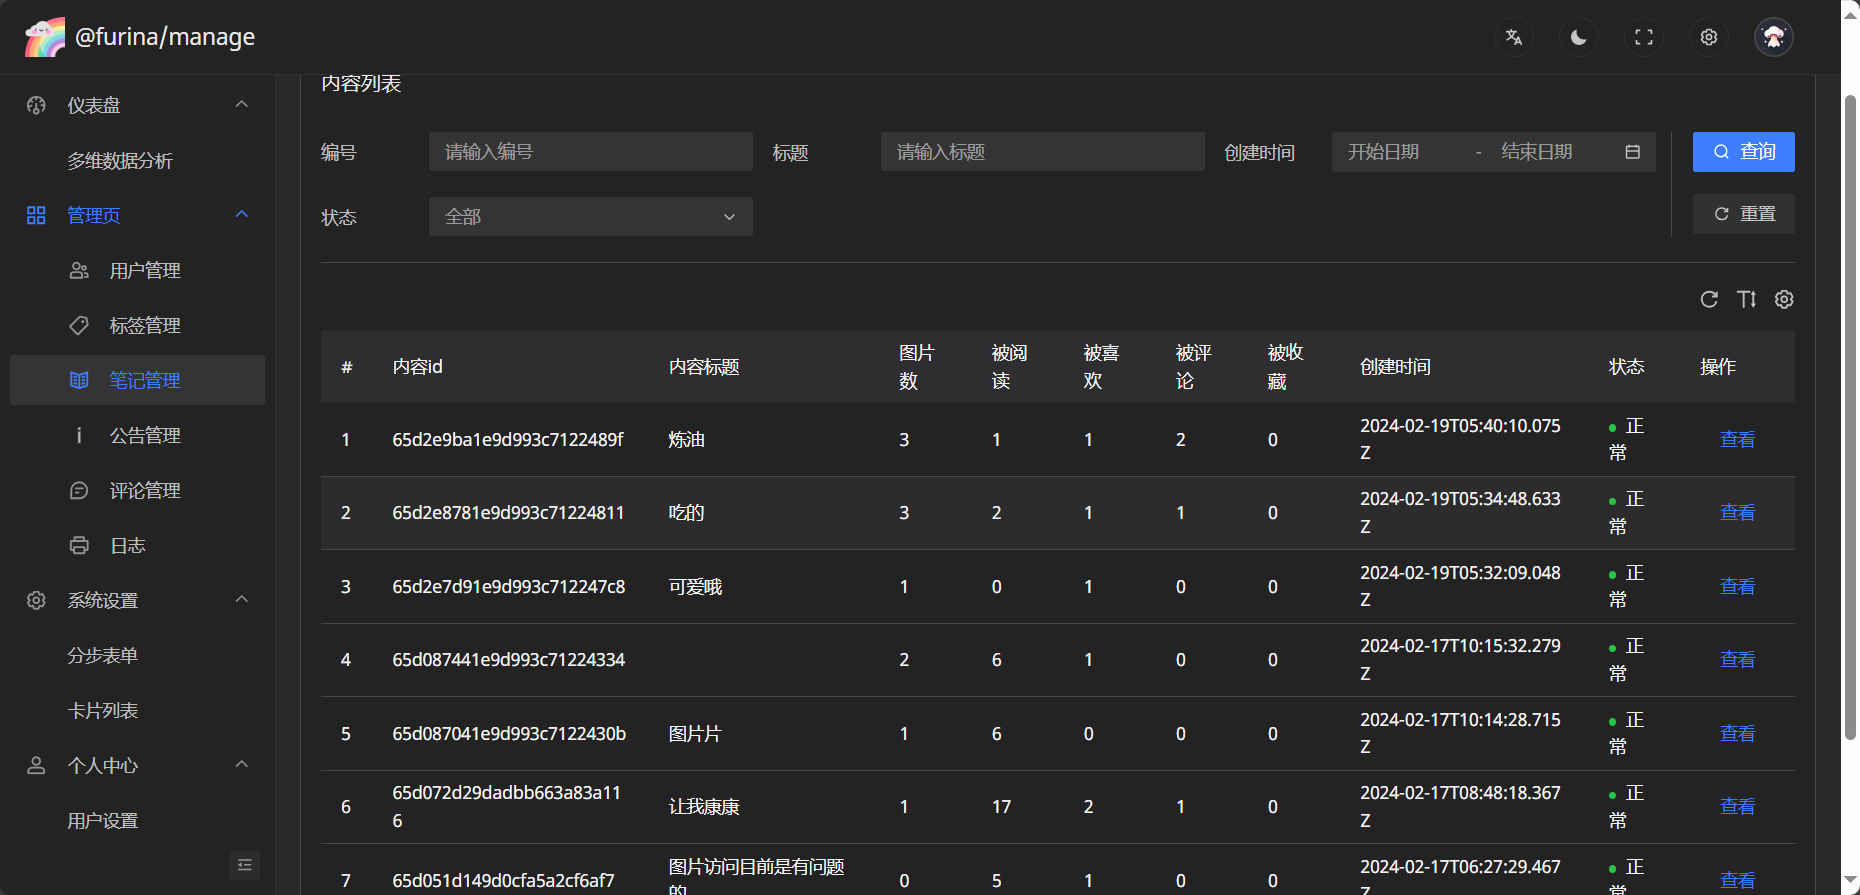 @furina/manage
仪表盘
多维数据分析
管理页
用户管理
标签管理
笔记管理
公告管理
评论管理
日志
系统设置
分步表单
卡片列表
个人中心
用户设置
内容列表
编号 请输入编号 标题 请输入标题 创建时间 开始日期 - 结束日期 查询
状态 全部 重置
# 内容id 内容标题 图片数 被阅读 被喜欢 被评论 被收藏 创建时间 状态 操作
1 65d2e9ba1e9d993c7122489f 炼油 3 1 1 2 0 2024-02-19T05:40:10.075Z 正常 查看
2 65d2e8781e9d993c71224811 吃的 3 2 1 1 0 2024-02-19T05:34:48.633Z 正常 查看
3 65d2e7d91e9d993c712247c8 可爱哦 1 0 1 0 0 2024-02-19T05:32:09.048Z 正常 查看
4 65d087441e9d993c71224334 2 6 1 0 0 2024-02-17T10:15:32.279Z 正常 查看
5 65d087041e9d993c7122430b 图片片 1 6 0 0 0 2024-02-17T10:14:28.715Z 正常 查看
6 65d072d29dadbb663a83a116 让我康康 1 17 2 1 0 2024-02-17T08:48:18.367Z 正常 查看
7 65d051d149d0cfa5a2cf6af7 图片访问目前是有问题的 0 5 1 0 0 2024-02-17T06:27:29.467Z 正常 查看